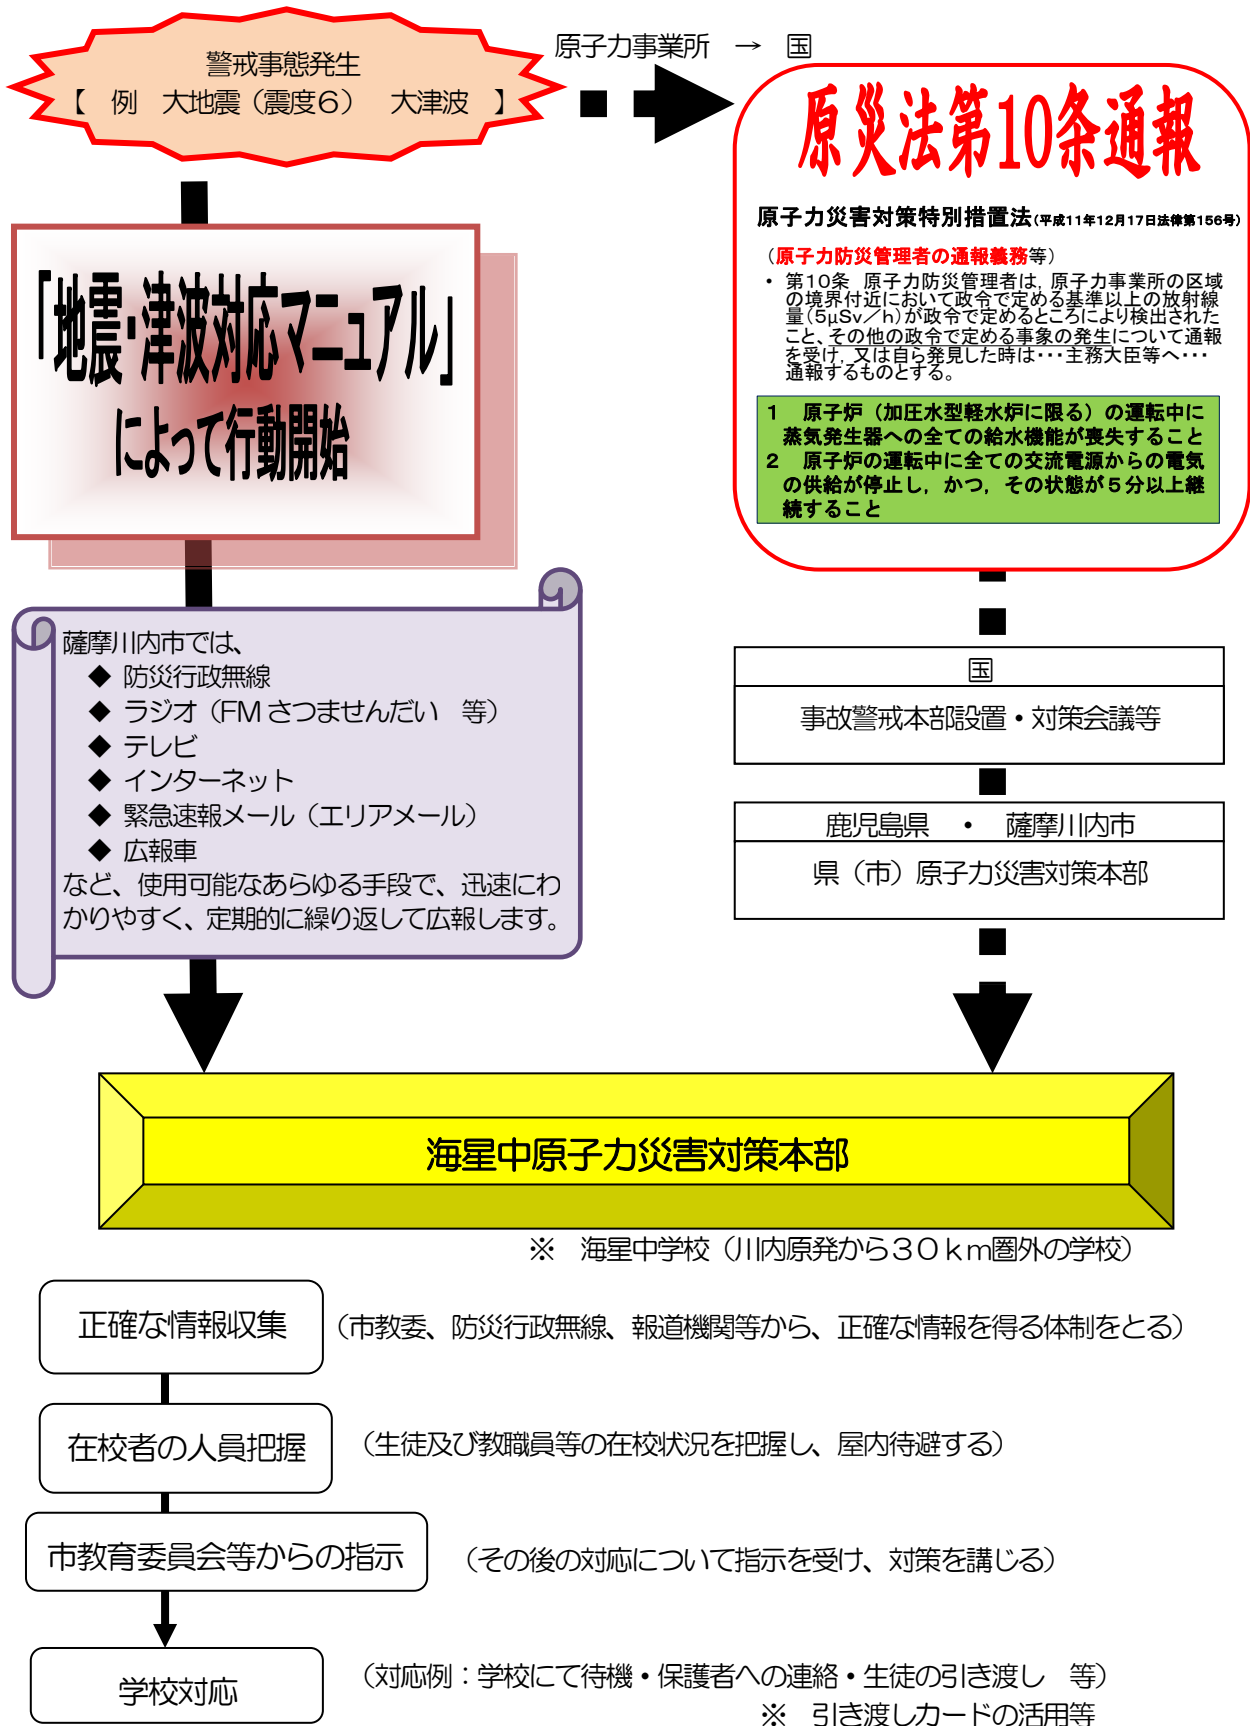 警戒事態発生
【　例　大地震（震度６）　大津波　】
原子力事業所　→　国
原災法第10条通報
原子力災害対策特別措置法(平成11年12月17日法律第156号)
（原子力防災管理者の通報義務等）
・ 第10条　原子力防災管理者は, 原子力事業所の区域
の境界付近において政令で定める基準以上の放射線
量（5μSv／h）が政令で定めるところにより検出された
こと、その他の政令で定める事象の発生について通報
を受け, 又は自ら発見した時は・・・主務大臣等へ・・・
通報するものとする。
1　原子炉（加圧水型軽水炉に限る）の運転中に
蒸気発生器への全ての給水機能が喪失すること
2　原子炉の運転中に全ての交流電源からの電気
の供給が停止し，かつ，その状態が５分以上継
続すること
「地震・津波対応マニュアル」
によって行動開始
薩摩川内市では、
◆ 防災行政無線
◆ ラジオ（FMさつませんだい　等）
◆ テレビ
◆ インターネット
◆ 緊急速報メール（エリアメール）
◆ 広報車
など、使用可能なあらゆる手段で、迅速にわ
かりやすく、定期的に繰り返して広報します。
国
事故警戒本部設置・対策会議等
鹿児島県　・　薩摩川内市
県（市）原子力災害対策本部
海星中原子力災害対策本部
※　海星中学校（川内原発から３０ｋｍ圏外の学校）
正確な情報収集
（市教委、防災行政無線、報道機関等から、正確な情報を得る体制をとる）
在校者の人員把握
（生徒及び教職員等の在校状況を把握し、屋内待避する）
市教育委員会等からの指示
（その後の対応について指示を受け、対策を講じる）
学校対応
（対応例：学校にて待機・保護者への連絡・生徒の引き渡し　等）
※　引き渡しカードの活用等